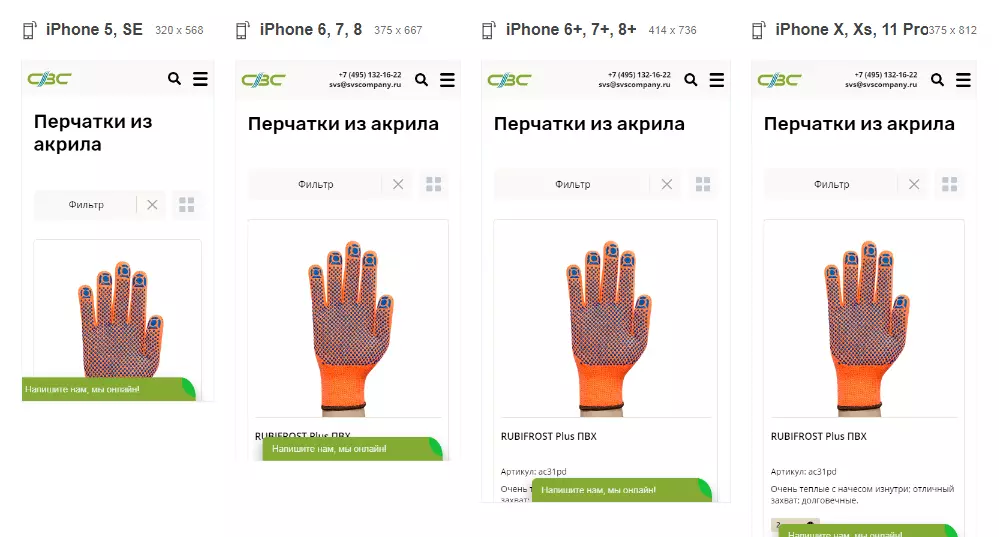 iPhone 5, SE 320 x 568
СВС
Перчатки из
акрила
Фильтр
Напишите нам, мы онлайн!
iPhone 6, 7, 8 375 x 667
СВС
+7 (495) 132-16-22
svs@svscompany.ru
Перчатки из акрила
Фильтр
RUBIFROST Plus ПВХ
Напишите нам, мы онлайн!
iPhone 6+, 7+, 8+ 414 x 736
СВС
+7 (495) 132-16-22
svs@svscompany.ru
Перчатки из акрила
Фильтр
RUBIFROST Plus ПВХ
Артикул: ac31pd
Очень
захват:
Напишите нам, мы онлайн!
iPhone X, Xs, 11 Pro 375 x 812
СВС
+7 (495) 132-16-22
svs@svscompany.ru
Перчатки из акрила
Фильтр
RUBIFROST Plus ПВХ
Артикул: ac31pd
Очень теплые с начесом изнутри; отличный
захват; долговечные.
Напишите нам, мы онлайн!